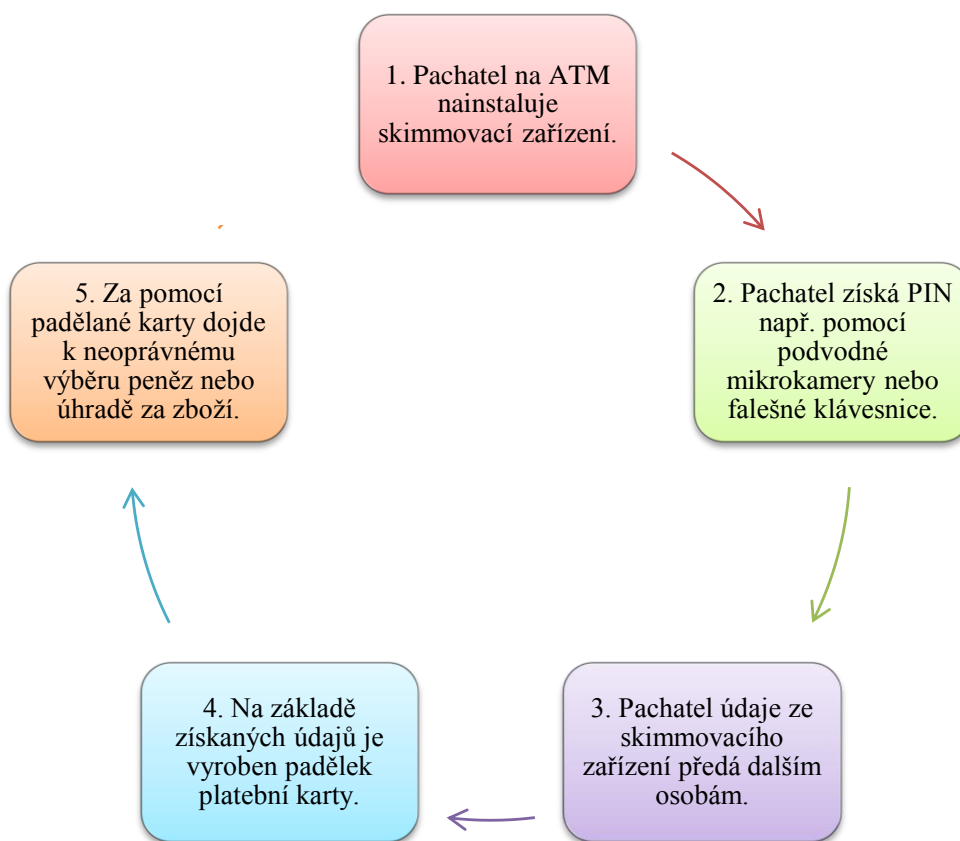 1. Pachatel na ATM
nainstaluje
skimmovací zařízení.
2. Pachatel získá PIN
např. pomocí
podvodné
mikrokamery nebo
falešné klávesnice.
3. Pachatel údaje ze
skimmovacího
zařízení předá dalším
osobám.
4. Na základě
získaných údajů je
vyroben padělek
platební karty.
5. Za pomocí
padělané karty dojde
k neoprávnému
výběru peněz nebo
úhradě za zboží.